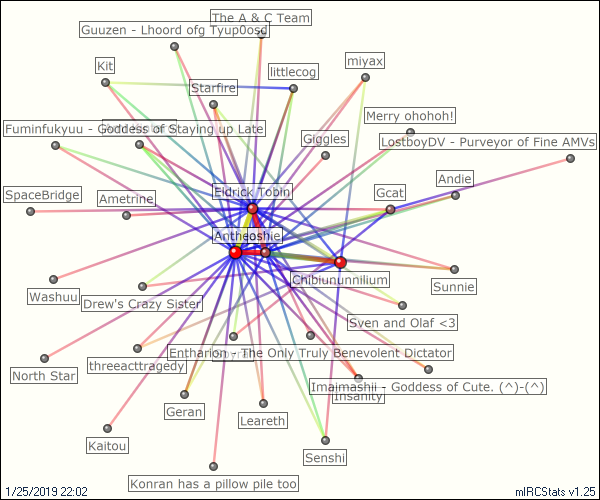 The A & C Team
Guuzen - Lhoord ofg Tyup0osd
Kit
miyax
littlecog
Starfire
Merry ohohoh!
Fuminfukyuu - Goddess of Staying up Late
Giggles
LostboyDV - Purveyor of Fine AMVs
Andie
Eldrick Tobin
Gcat
SpaceBridge
Ametrine
Antheoshie
Chibiumunnilium
Sunnie
Washuu
Drew's Crazy Sister
Sven and Olaf <3
Entharion - The Only Truly Benevolent Dictator
threeacttragedy
North Star
Imaimashii - Goddess of Cute. (^)-(^)
Insanity
Geran
Leareth
Kaitou
Senshi
Konran has a pillow pile too
1/25/2019 22:02
mIRCStats v1.25